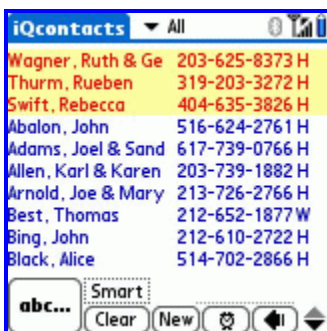 iQcontacts All
Wagner, Ruth & Ge 203-625-8373 H
Thurm, Rueben 319-203-3272 H
Swift, Rebecca 404-635-3826 H
Abalon, John 516-624-2761 H
Adams, Joel & Sand 617-739-0766 H
Allen, Karl & Karen 203-739-1882 H
Arnold, Joe & Mary 213-726-2766 H
Best, Thomas 212-652-1877 W
Bing, John 212-610-2722 H
Black, Alice 514-702-2866 H
abc... Smart
Clear New